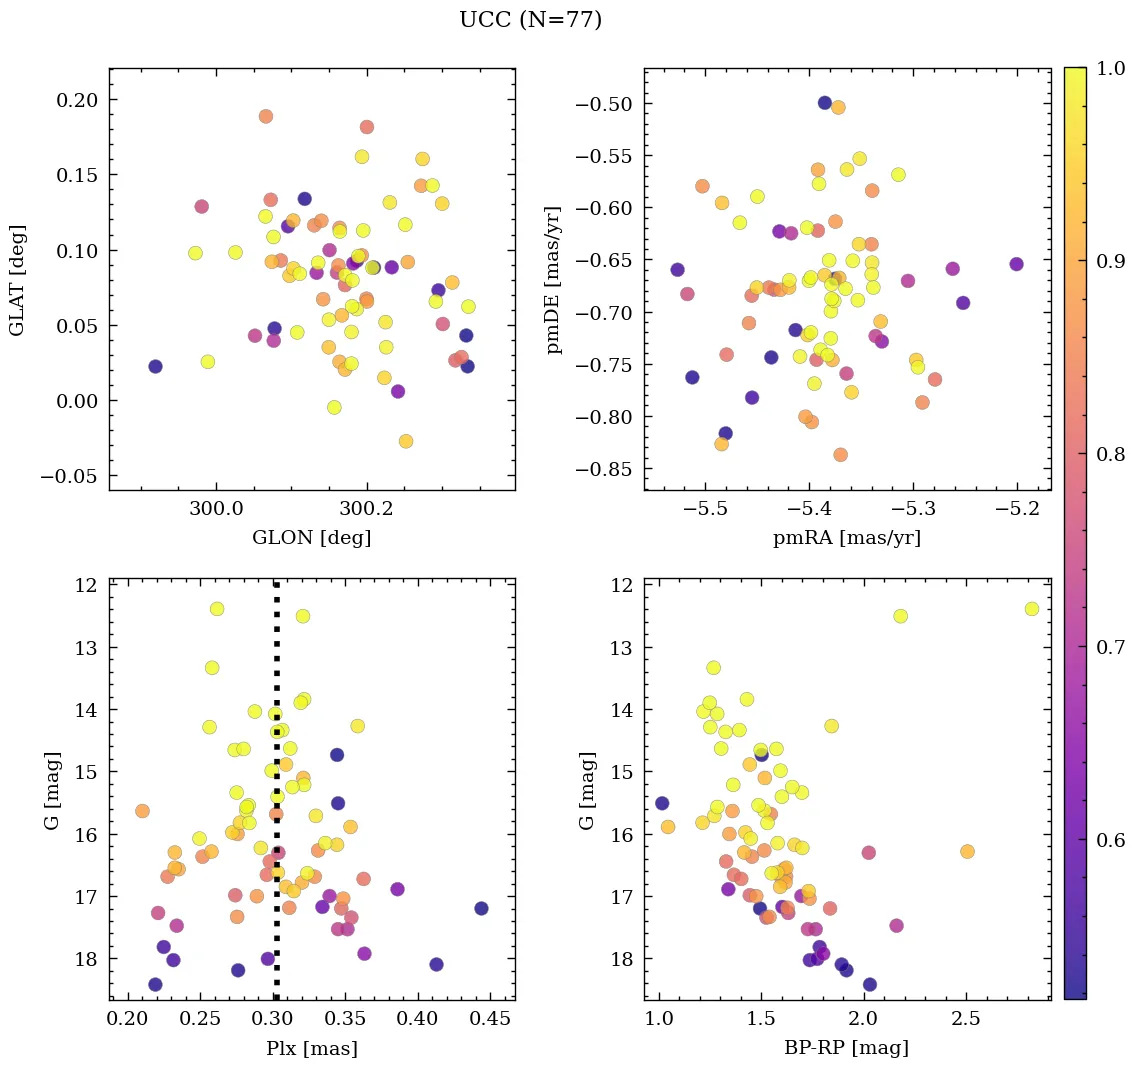 UCC (N=77)
0.20
0.15
0.10
0.05
0.00
−0.05
GLAT [deg]
300.0 300.2
GLON [deg]
−0.50
−0.55
−0.60
−0.65
−0.70
−0.75
−0.80
−0.85
pmDE [mas/yr]
−5.5 −5.4 −5.3 −5.2
pmRA [mas/yr]
1.0
0.9
0.8
0.7
0.6
12
13
14
15
16
17
18
G [mag]
0.20 0.25 0.30 0.35 0.40 0.45
Plx [mas]
12
13
14
15
16
17
18
G [mag]
1.0 1.5 2.0 2.5
BP-RP [mag]